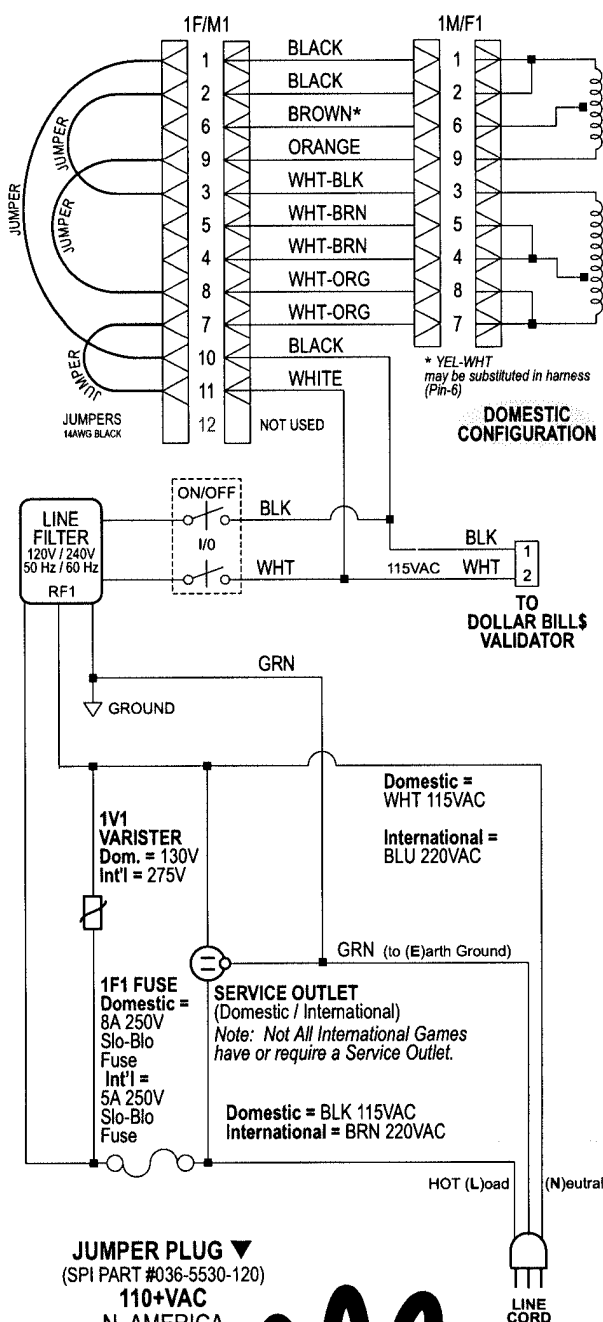 1F/M1
1M/F1
1 BLACK 1
2 BLACK 2
6 BROWN* 6
9 ORANGE 9
3 WHT-BLK 3
5 WHT-BRN 5
4 WHT-BRN 4
8 WHT-ORG 8
7 WHT-ORG 7
10 BLACK
11 WHITE
12 NOT USED
JUMPER
JUMPER
JUMPER
JUMPER
JUMPERS
14AWG BLACK
* YEL-WHT
may be substituted in harness
(Pin-6)
DOMESTIC
CONFIGURATION
LINE
FILTER
120V / 240V
50 Hz / 60 Hz
RF1
ON/OFF
I/0
BLK
WHT
115VAC
BLK 1
WHT 2
TO
DOLLAR BILL$
VALIDATOR
GRN
GROUND
Domestic =
WHT 115VAC
International =
BLU 220VAC
1V1
VARISTER
Dom. = 130V
Int'l = 275V
GRN (to (E)arth Ground)
SERVICE OUTLET
(Domestic / International)
Note: Not All International Games
have or require a Service Outlet.
1F1 FUSE
Domestic =
8A 250V
Slo-Blo
Fuse
Int'l =
5A 250V
Slo-Blo
Fuse
Domestic = BLK 115VAC
International = BRN 220VAC
HOT (L)oad
(N)eutral
JUMPER PLUG ▼
(SPI PART #036-5530-120)
110+VAC
N. AMERICA
LINE
CORD